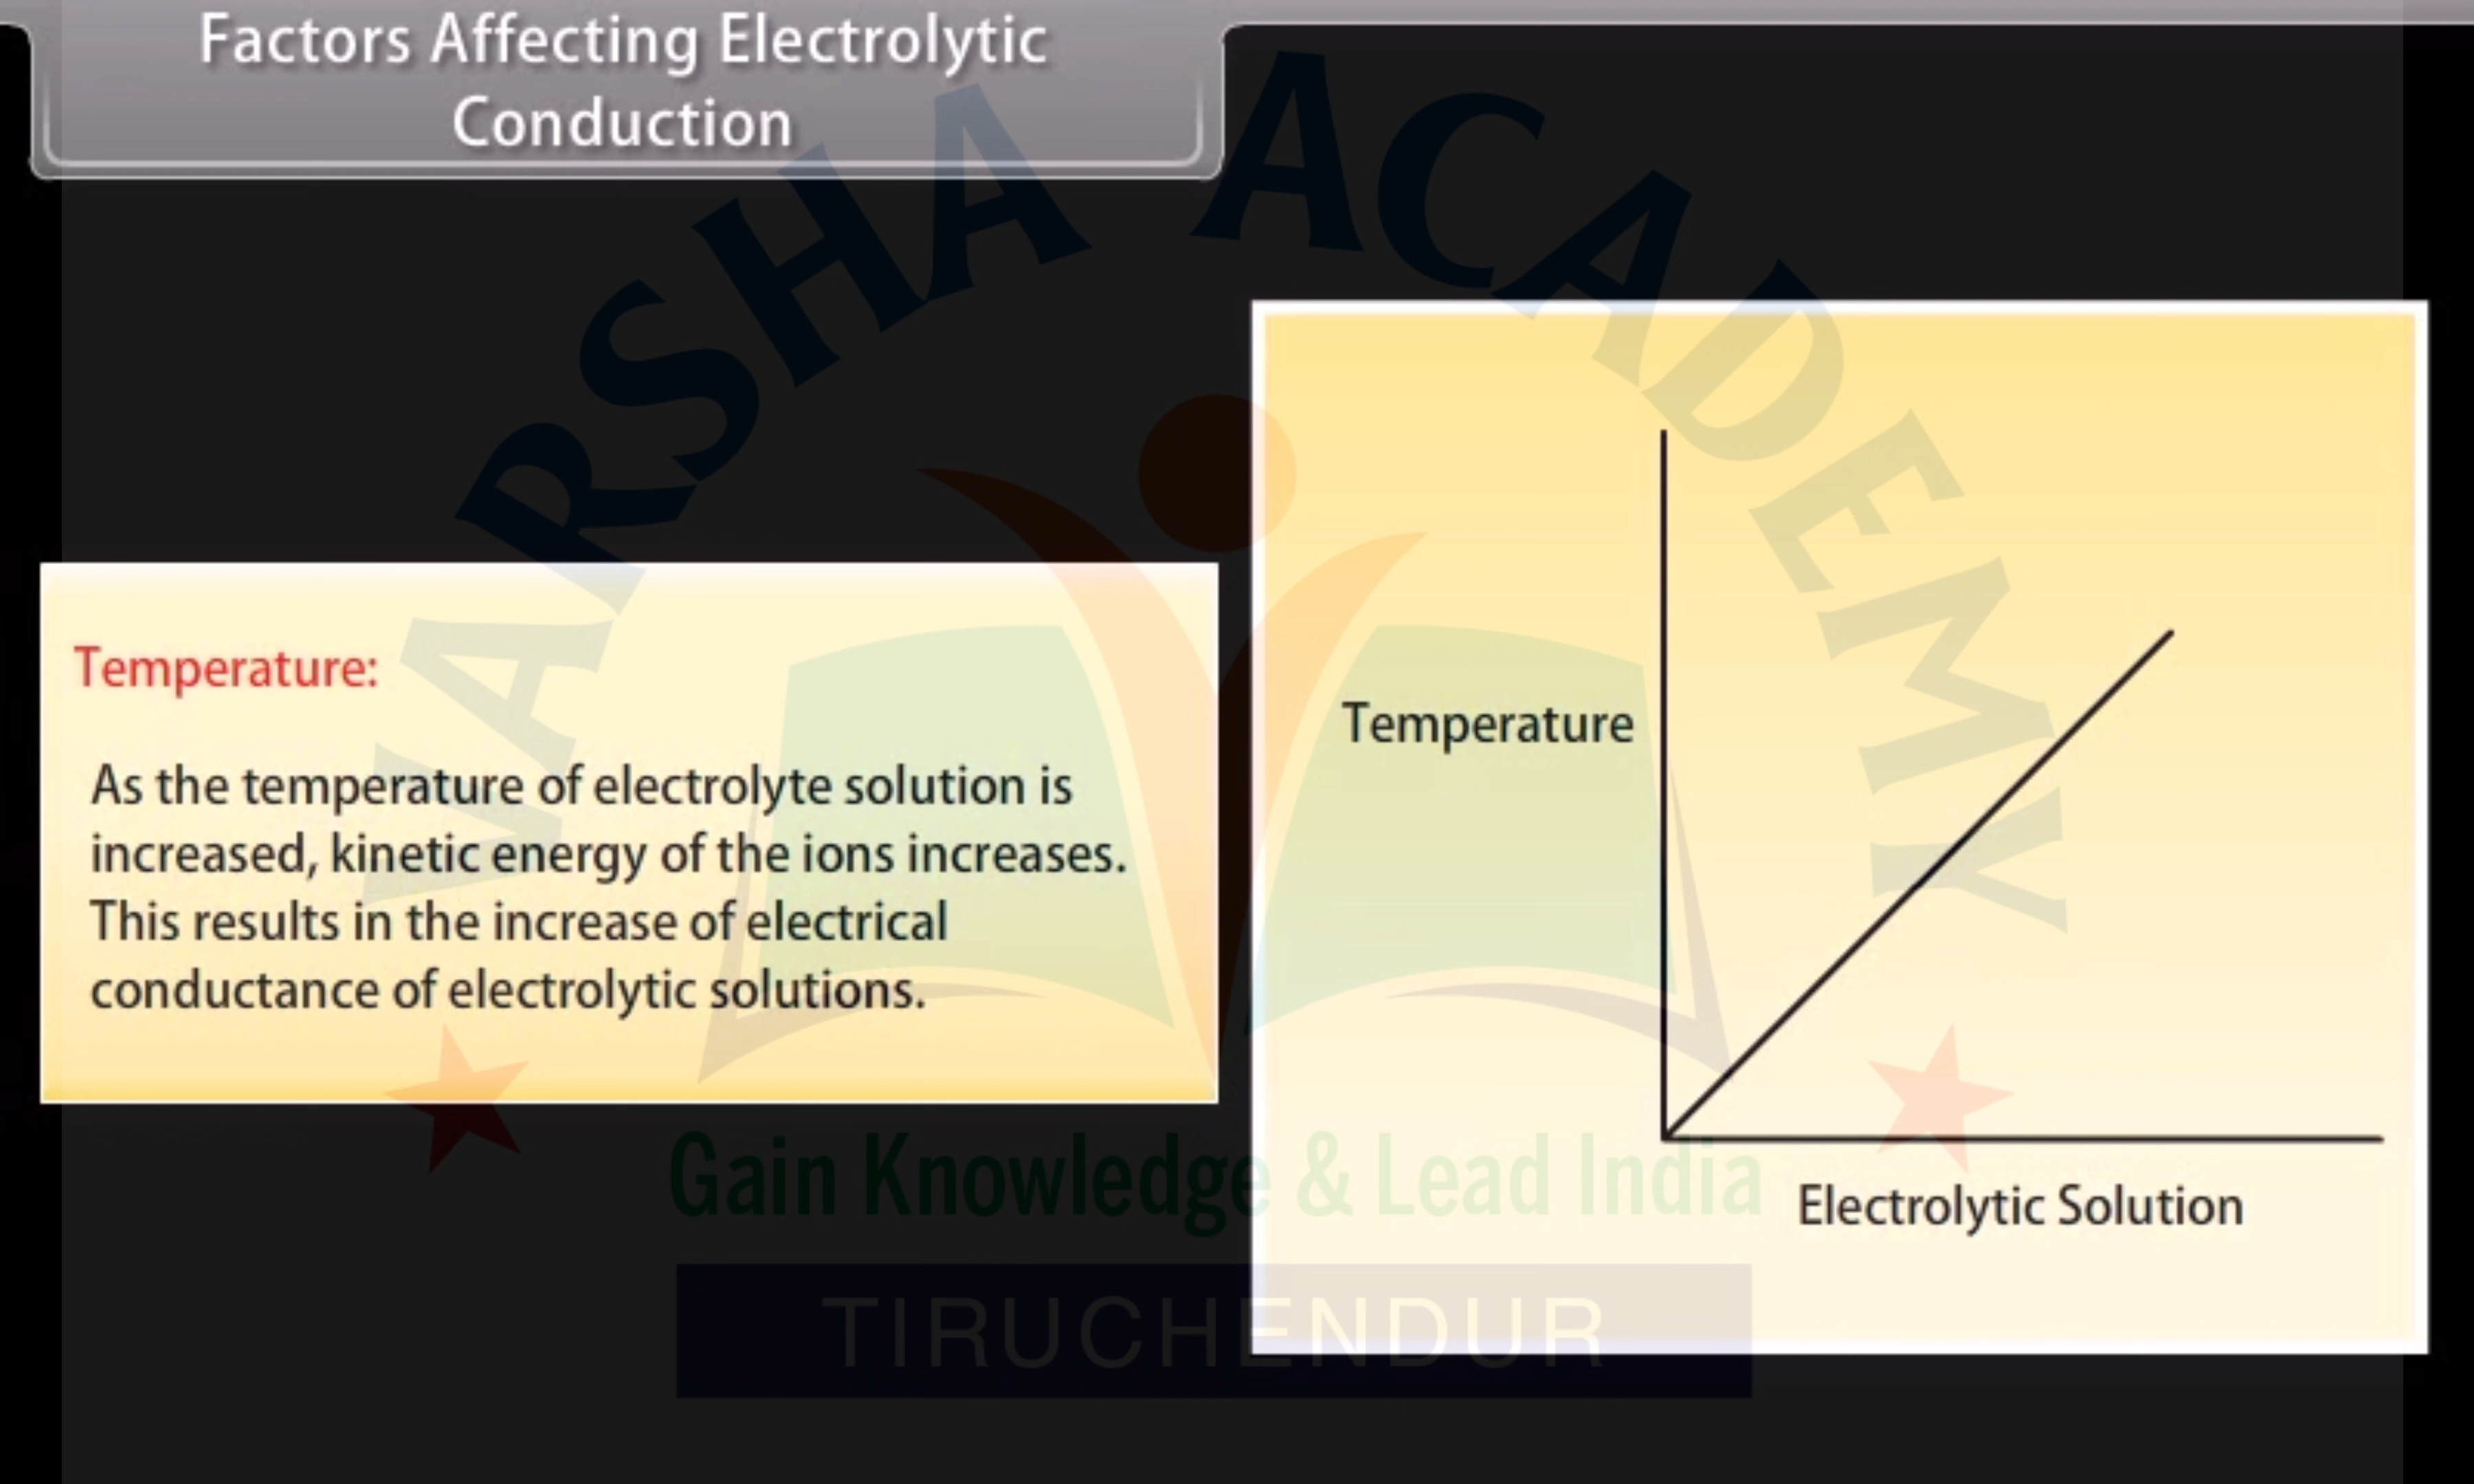 Factors Affecting Electrolytic
Conduction
VARSHA ACADEMY
Temperature:
As the temperature of electrolyte solution is
increased, kinetic energy of the ions increases.
This results in the increase of electrical
conductance of electrolytic solutions.
Temperature
Electrolytic Solution
Gain Knowledge & Lead India
TIRUCHENDUR